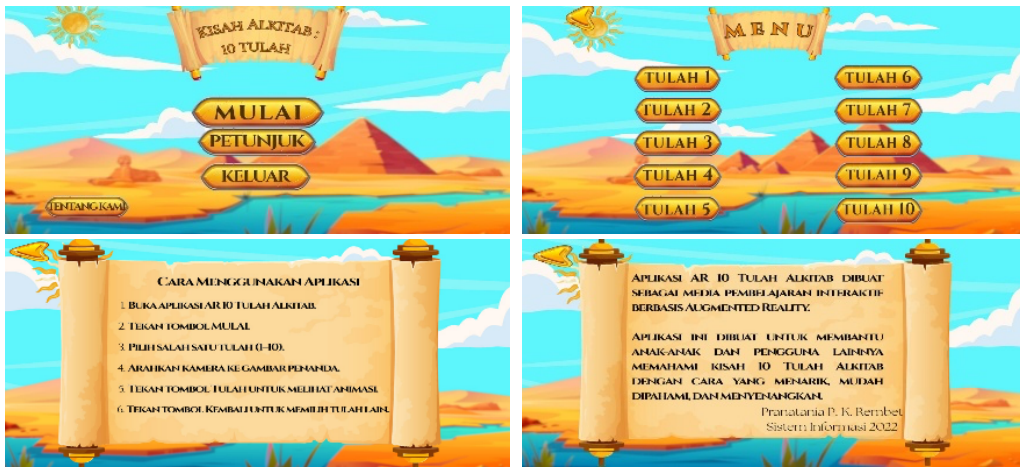 KISAH ALKITAB :
10 TULAH
MULAI
PETUNJUK
KELUAR
TENTANG KAMI
MENU
TULAH 1
TULAH 2
TULAH 3
TULAH 4
TULAH 5
TULAH 6
TULAH 7
TULAH 8
TULAH 9
TULAH 10
CARA MENGGUNAKAN APLIKASI
1. BUKA APLIKASI AR 10 TULAH ALKITAB.
2. TEKAN TOMBOL MULAI.
3. PILIH SALAH SATU TULAH (1–10).
4. ARAHKAN KAMERA KE GAMBAR PENANDA.
5. TEKAN TOMBOL TULAH UNTUK MELIHAT ANIMASI.
6. TEKAN TOMBOL KEMBALI UNTUK MEMILIH TULAH LAIN.
APLIKASI AR 10 TULAH ALKITAB DIBUAT
SEBAGAI MEDIA PEMBELAJARAN INTERAKTIF
BERBASIS AUGMENTED REALITY.
APLIKASI INI DIBUAT UNTUK MEMBANTU
ANAK-ANAK DAN PENGGUNA LAINNYA
MEMAHAMI KISAH 10 TULAH ALKITAB
DENGAN CARA YANG MENARIK, MUDAH
DIPAHAMI, DAN MENYENANGKAN.
Pranatania P. K. Rembet
Sistem Informasi 2022